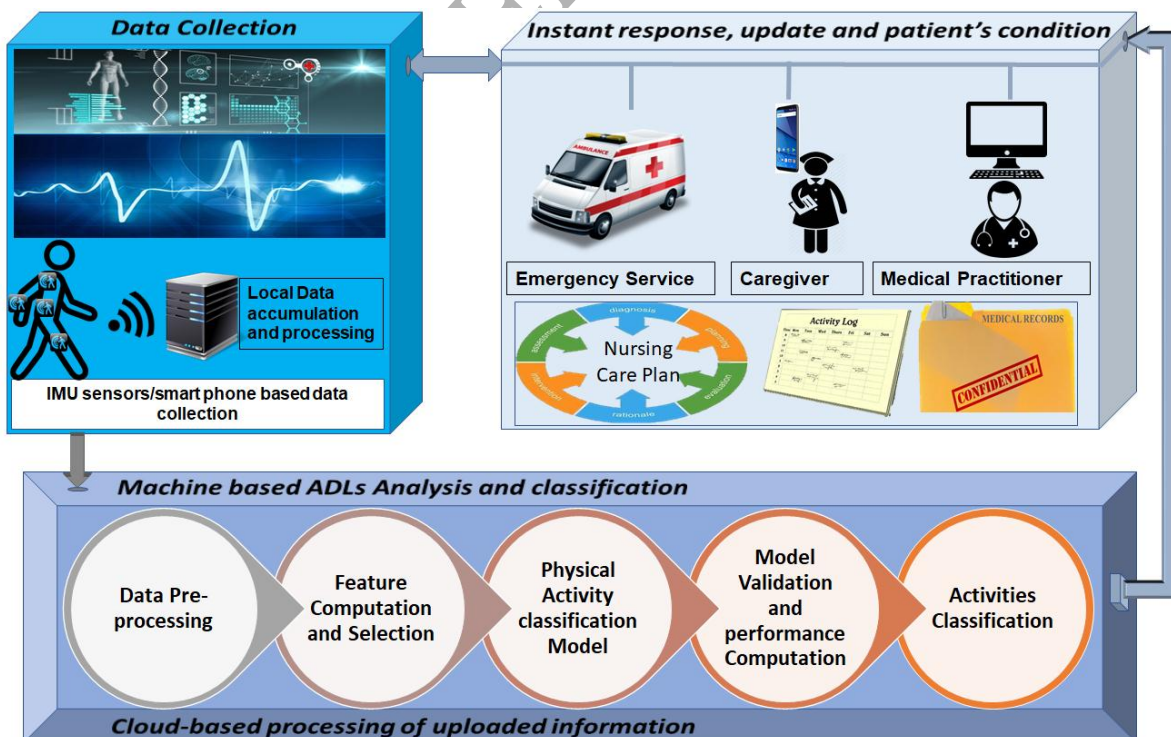 Data Collection
Instant response, update and patient's condition
AMBULANCE
Emergency Service
Caregiver
Medical Practitioner
Local Data
accumulation
and processing
IMU sensors/smart phone based data
collection
assessment
diagnosis
planning
Nursing
Care Plan
intervention
rationale
evaluation
Activity Log
MEDICAL RECORDS
CONFIDENTIAL
Machine based ADLs Analysis and classification
Data Pre-
processing
Feature
Computation
and Selection
Physical
Activity
classification
Model
Model
Validation
and
performance
Computation
Activities
Classification
Cloud-based processing of uploaded information